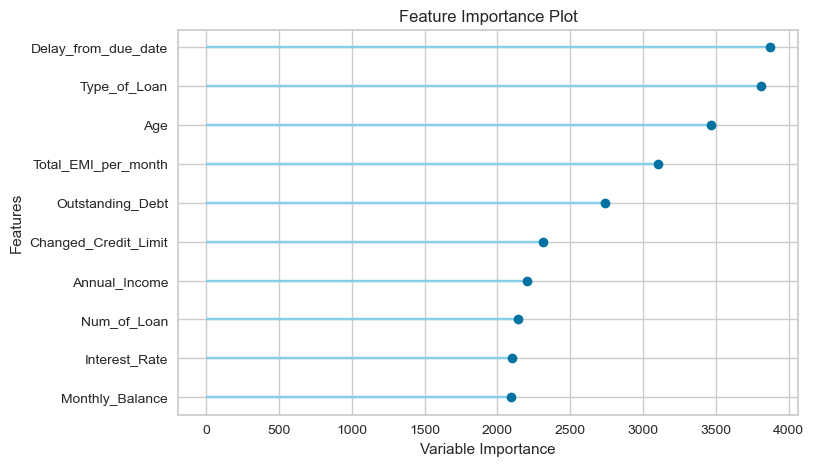 Feature Importance Plot
Features
Delay_from_due_date
Type_of_Loan
Age
Total_EMI_per_month
Outstanding_Debt
Changed_Credit_Limit
Annual_Income
Num_of_Loan
Interest_Rate
Monthly_Balance
0 500 1000 1500 2000 2500 3000 3500 4000
Variable Importance